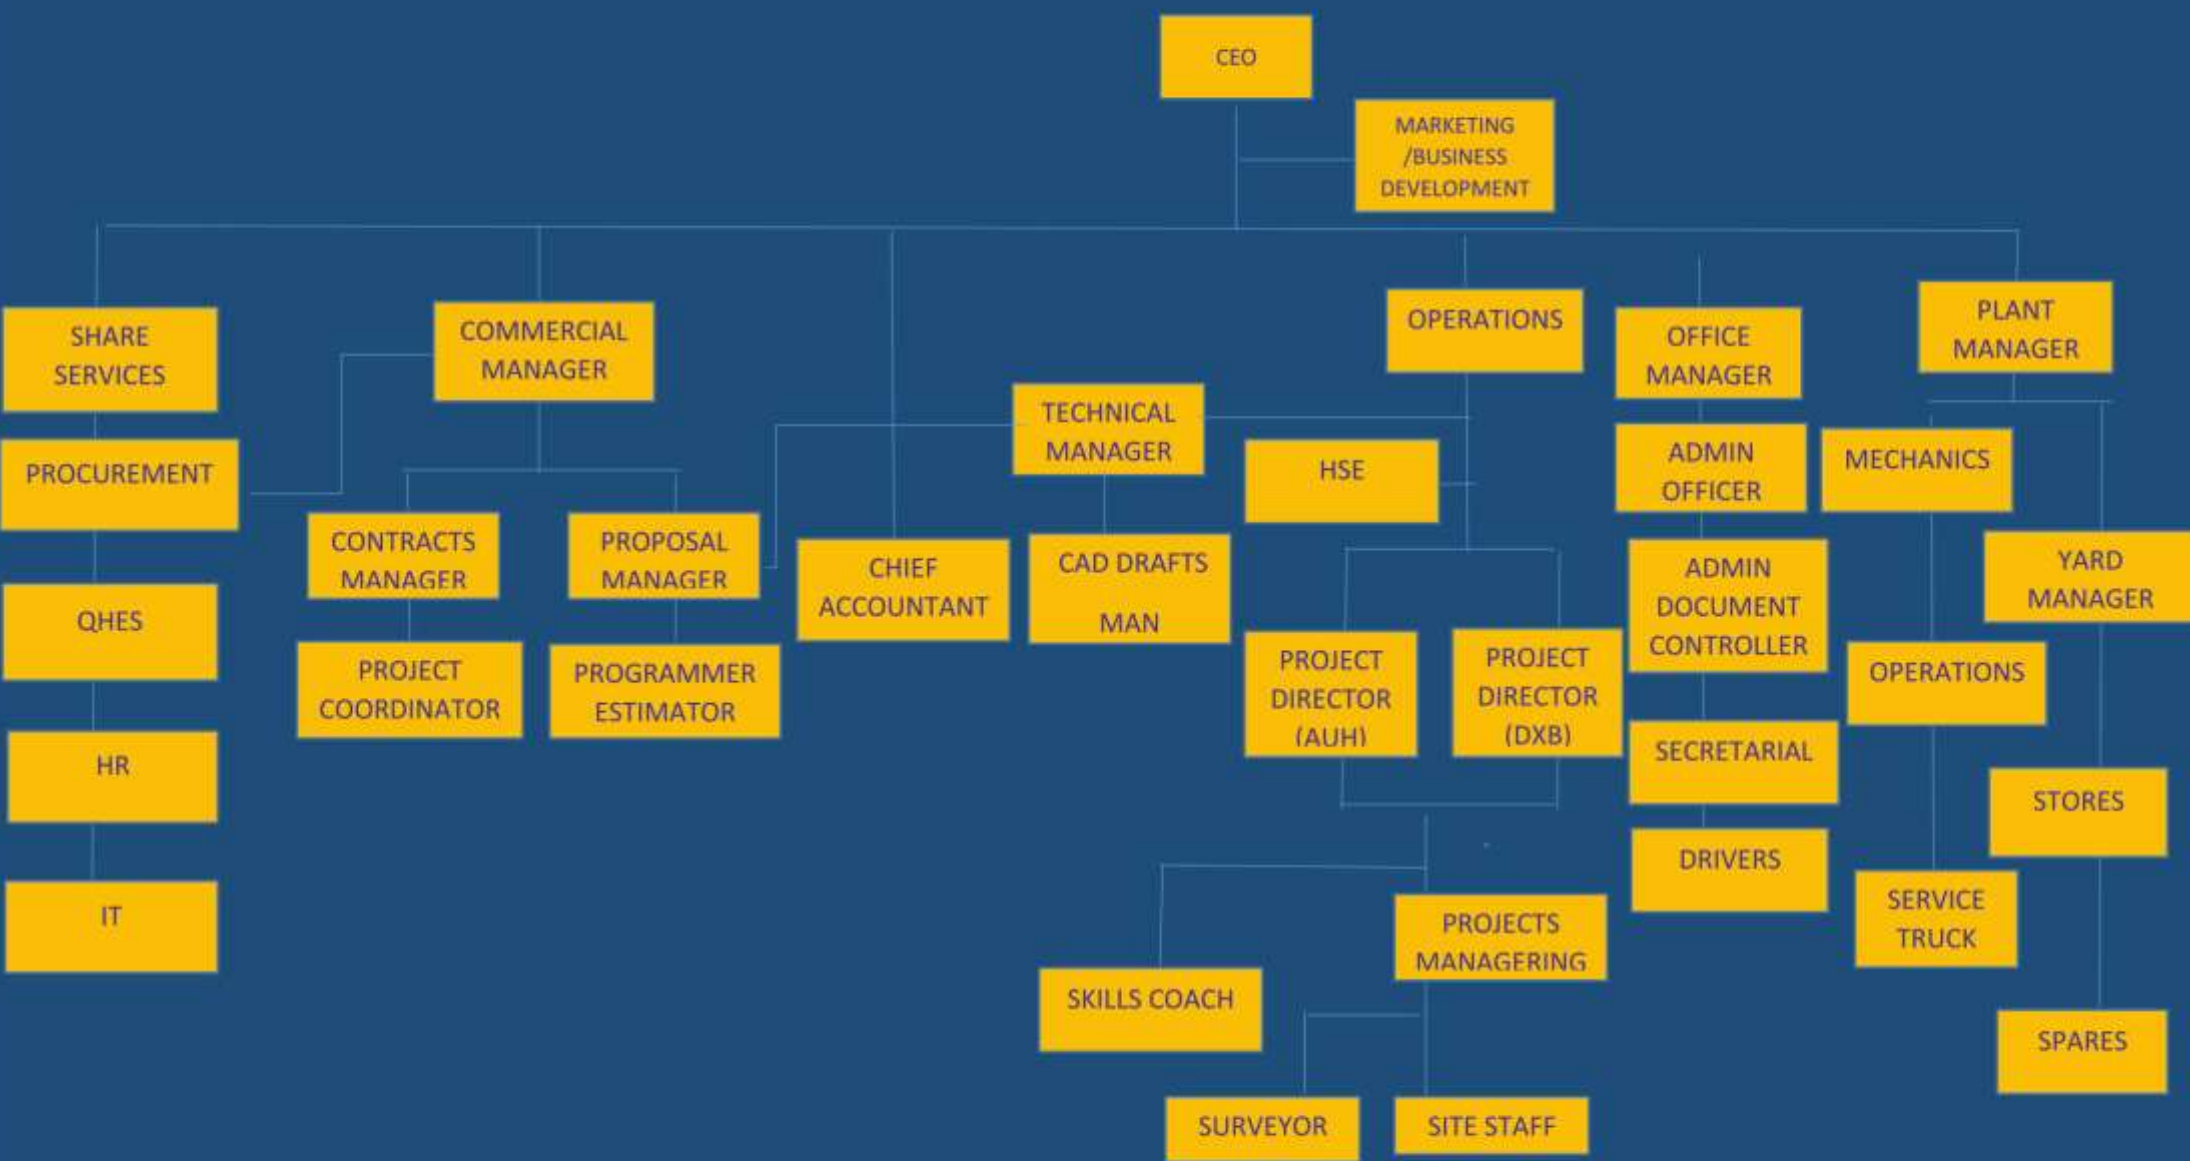 CEO
MARKETING
/BUSINESS
DEVELOPMENT
SHARE
SERVICES
PROCUREMENT
QHES
HR
IT
COMMERCIAL
MANAGER
CONTRACTS
MANAGER
PROJECT
COORDINATOR
PROPOSAL
MANAGER
PROGRAMMER
ESTIMATOR
CHIEF
ACCOUNTANT
TECHNICAL
MANAGER
CAD DRAFTS
MAN
OPERATIONS
HSE
PROJECT
DIRECTOR
(AUH)
PROJECT
DIRECTOR
(DXB)
SKILLS COACH
PROJECTS
MANAGERING
SURVEYOR
SITE STAFF
OFFICE
MANAGER
ADMIN
OFFICER
ADMIN
DOCUMENT
CONTROLLER
SECRETARIAL
DRIVERS
PLANT
MANAGER
MECHANICS
OPERATIONS
SERVICE
TRUCK
YARD
MANAGER
STORES
SPARES